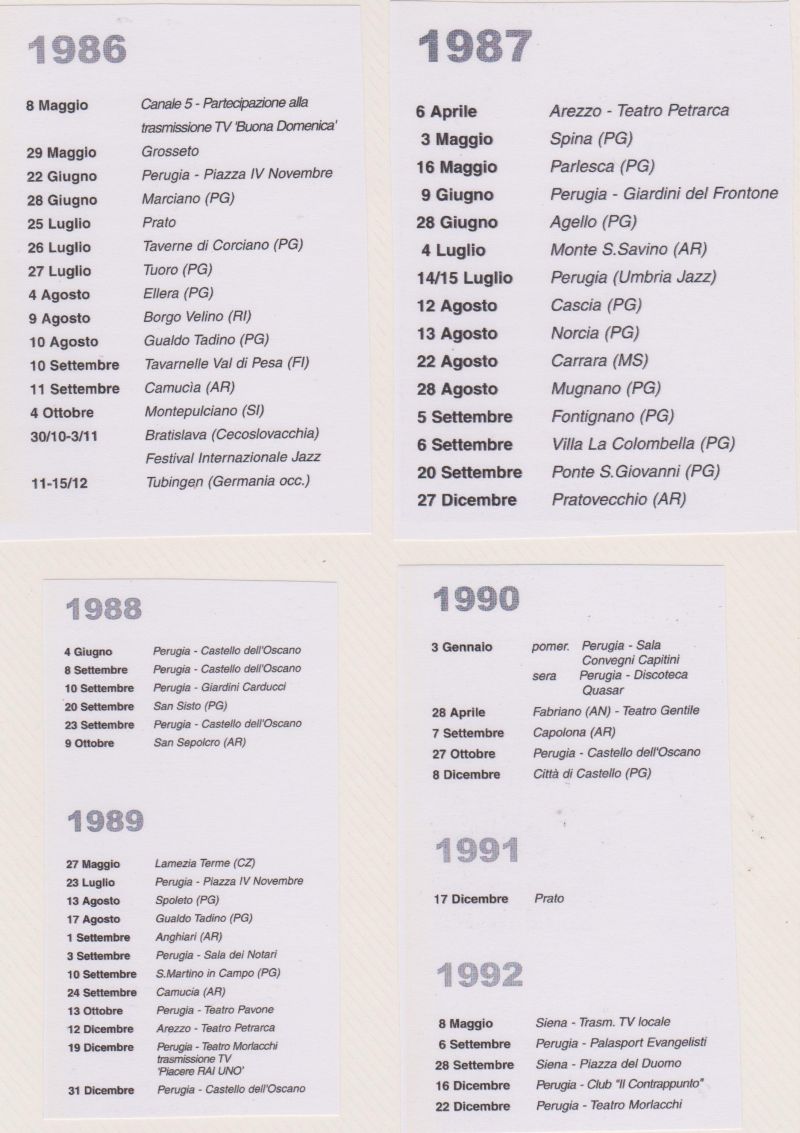 1986
8 Maggio Canale 5 - Partecipazione alla
trasmissione TV 'Buona Domenica'
29 Maggio Grosseto
22 Giugno Perugia - Piazza IV Novembre
28 Giugno Marciano (PG)
25 Luglio Prato
26 Luglio Taverne di Corciano (PG)
27 Luglio Tuoro (PG)
4 Agosto Ellera (PG)
9 Agosto Borgo Velino (RI)
10 Agosto Gualdo Tadino (PG)
10 Settembre Tavarnelle Val di Pesa (FI)
11 Settembre Camucia (AR)
4 Ottobre Montepulciano (SI)
30/10-3/11 Bratislava (Cecoslovacchia)
Festival Internazionale Jazz
11-15/12 Tubingen (Germania occ.)
1987
6 Aprile Arezzo - Teatro Petrarca
3 Maggio Spina (PG)
16 Maggio Parlesca (PG)
9 Giugno Perugia - Giardini del Frontone
28 Giugno Agello (PG)
4 Luglio Monte S.Savino (AR)
14/15 Luglio Perugia (Umbria Jazz)
12 Agosto Cascia (PG)
13 Agosto Norcia (PG)
22 Agosto Carrara (MS)
28 Agosto Mugnano (PG)
5 Settembre Fontignano (PG)
6 Settembre Villa La Colombella (PG)
20 Settembre Ponte S.Giovanni (PG)
27 Dicembre Pratovecchio (AR)
1988
4 Giugno Perugia - Castello dell'Oscano
8 Settembre Perugia - Castello dell'Oscano
10 Settembre Perugia - Giardini Carducci
20 Settembre San Sisto (PG)
23 Settembre Perugia - Castello dell'Oscano
9 Ottobre San Sepolcro (AR)
1989
27 Maggio Lamezia Terme (CZ)
23 Luglio Perugia - Piazza IV Novembre
13 Agosto Spoleto (PG)
17 Agosto Gualdo Tadino (PG)
1 Settembre Anghiari (AR)
3 Settembre Perugia - Sala dei Notari
10 Settembre S.Martino in Campo (PG)
24 Settembre Camucia (AR)
13 Ottobre Perugia - Teatro Pavone
12 Dicembre Arezzo - Teatro Petrarca
19 Dicembre Perugia - Teatro Morlacchi
trasmissione TV
'Piacere RAI UNO'
31 Dicembre Perugia - Castello dell'Oscano
1990
3 Gennaio pomer. Perugia - Sala
Convegni Capitini
sera Perugia - Discoteca
Quasar
28 Aprile Fabriano (AN) - Teatro Gentile
7 Settembre Capolona (AR)
27 Ottobre Perugia - Castello dell'Oscano
8 Dicembre Città di Castello (PG)
1991
17 Dicembre Prato
1992
8 Maggio Siena - Trasm. TV locale
6 Settembre Perugia - Palasport Evangelisti
28 Settembre Siena - Piazza del Duomo
16 Dicembre Perugia - Club "Il Contrappunto"
22 Dicembre Perugia - Teatro Morlacchi